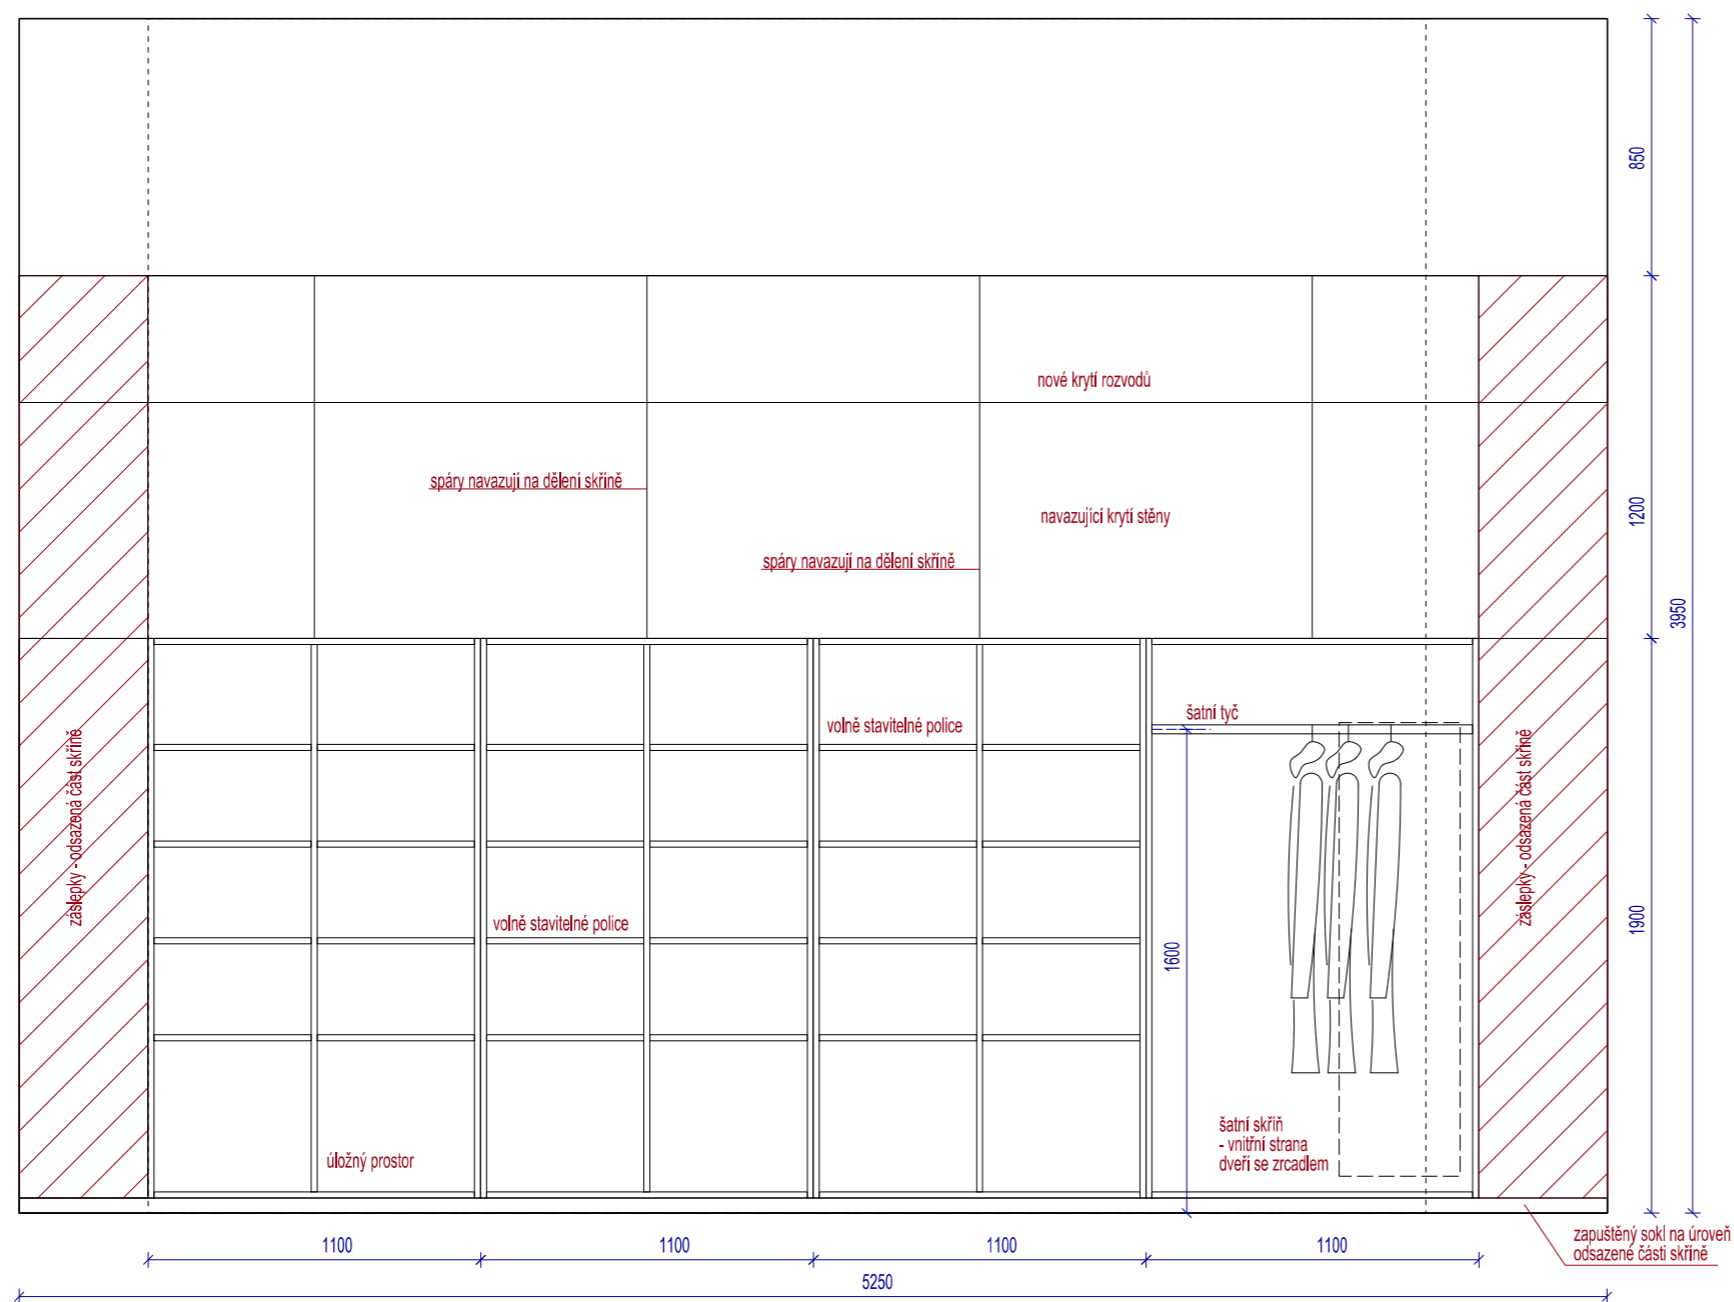 850
nové krytí rozvodů
spáry navazují na dělení skříně
navazující krytí stěny
1200
spáry navazují na dělení skříně
3950
šatní tyč
volně stavitelné police
záslepky - odsazená část skříně
záslepky - odsazená část skříně
volně stavitelné police
1900
1600
šatní skříň
- vnitřní strana
dveří se zrcadlem
úložný prostor
zapuštěný sokl na úroveň
odsazené části skříně
1100
1100
1100
1100
5250